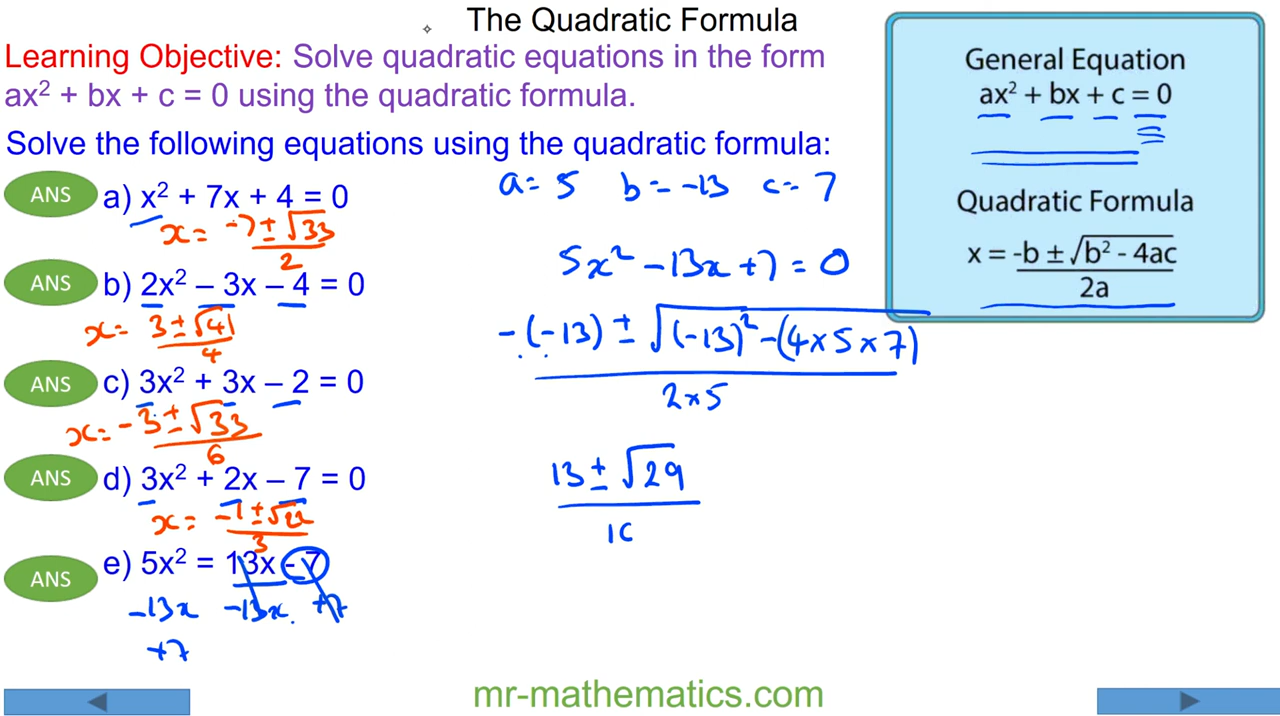 The Quadratic Formula
Learning Objective: Solve quadratic equations in the form
ax² + bx + c = 0 using the quadratic formula.
Solve the following equations using the quadratic formula:
ANS a) x² + 7x + 4 = 0
x = -7 ± √33 / 2
ANS b) 2x² – 3x – 4 = 0
x = 3 ± √41 / 4
ANS c) 3x² + 3x – 2 = 0
x = -3 ± √33 / 6
ANS d) 3x² + 2x – 7 = 0
x = -1 ± √22 / 3
ANS e) 5x² = 13x - 7
-13x -13x +7
+7
a = 5 b = -13 c = 7
5x² - 13x + 7 = 0
-(-13) ± √(-13)² - (4 × 5 × 7)
2 × 5
13 ± √29
10
General Equation
ax² + bx + c = 0
Quadratic Formula
x = -b ± √b² - 4ac
2a
mr-mathematics.com